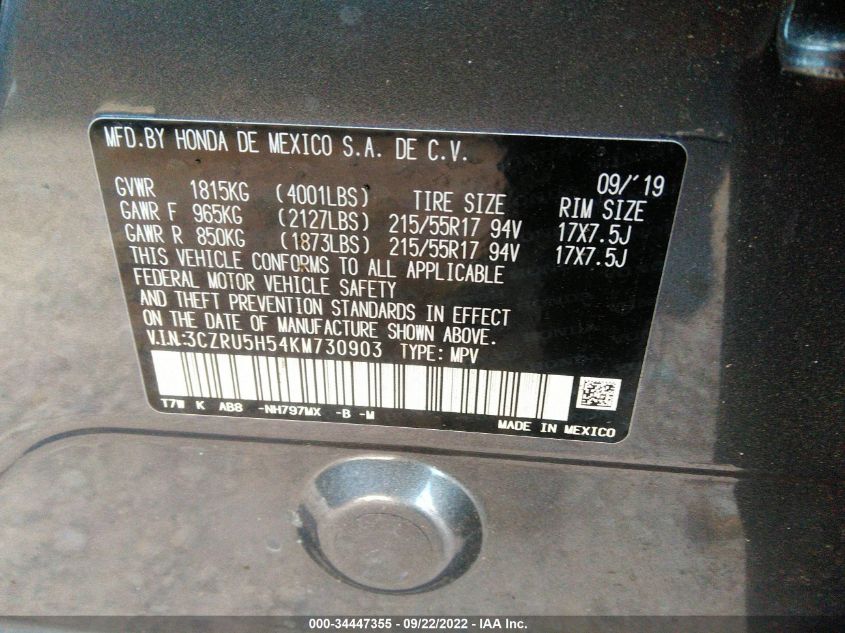 MFD.BY HONDA DE MEXICO S.A. DE C.V.
09/'19
GVWR 1815KG (4001LBS) TIRE SIZE RIM SIZE
GAWR F 965KG (2127LBS) 215/55R17 94V 17X7.5J
GAWR R 850KG (1873LBS) 215/55R17 94V 17X7.5J
THIS VEHICLE CONFORMS TO ALL APPLICABLE
FEDERAL MOTOR VEHICLE SAFETY
AND THEFT PREVENTION STANDARDS IN EFFECT
ON THE DATE OF MANUFACTURE SHOWN ABOVE.
V.I.N:3CZRU5H54KM730903 TYPE: MPV
T7W K AB8 -NH797MX -B -M
MADE IN MEXICO
000-34447355 - 09/22/2022 - IAA Inc.